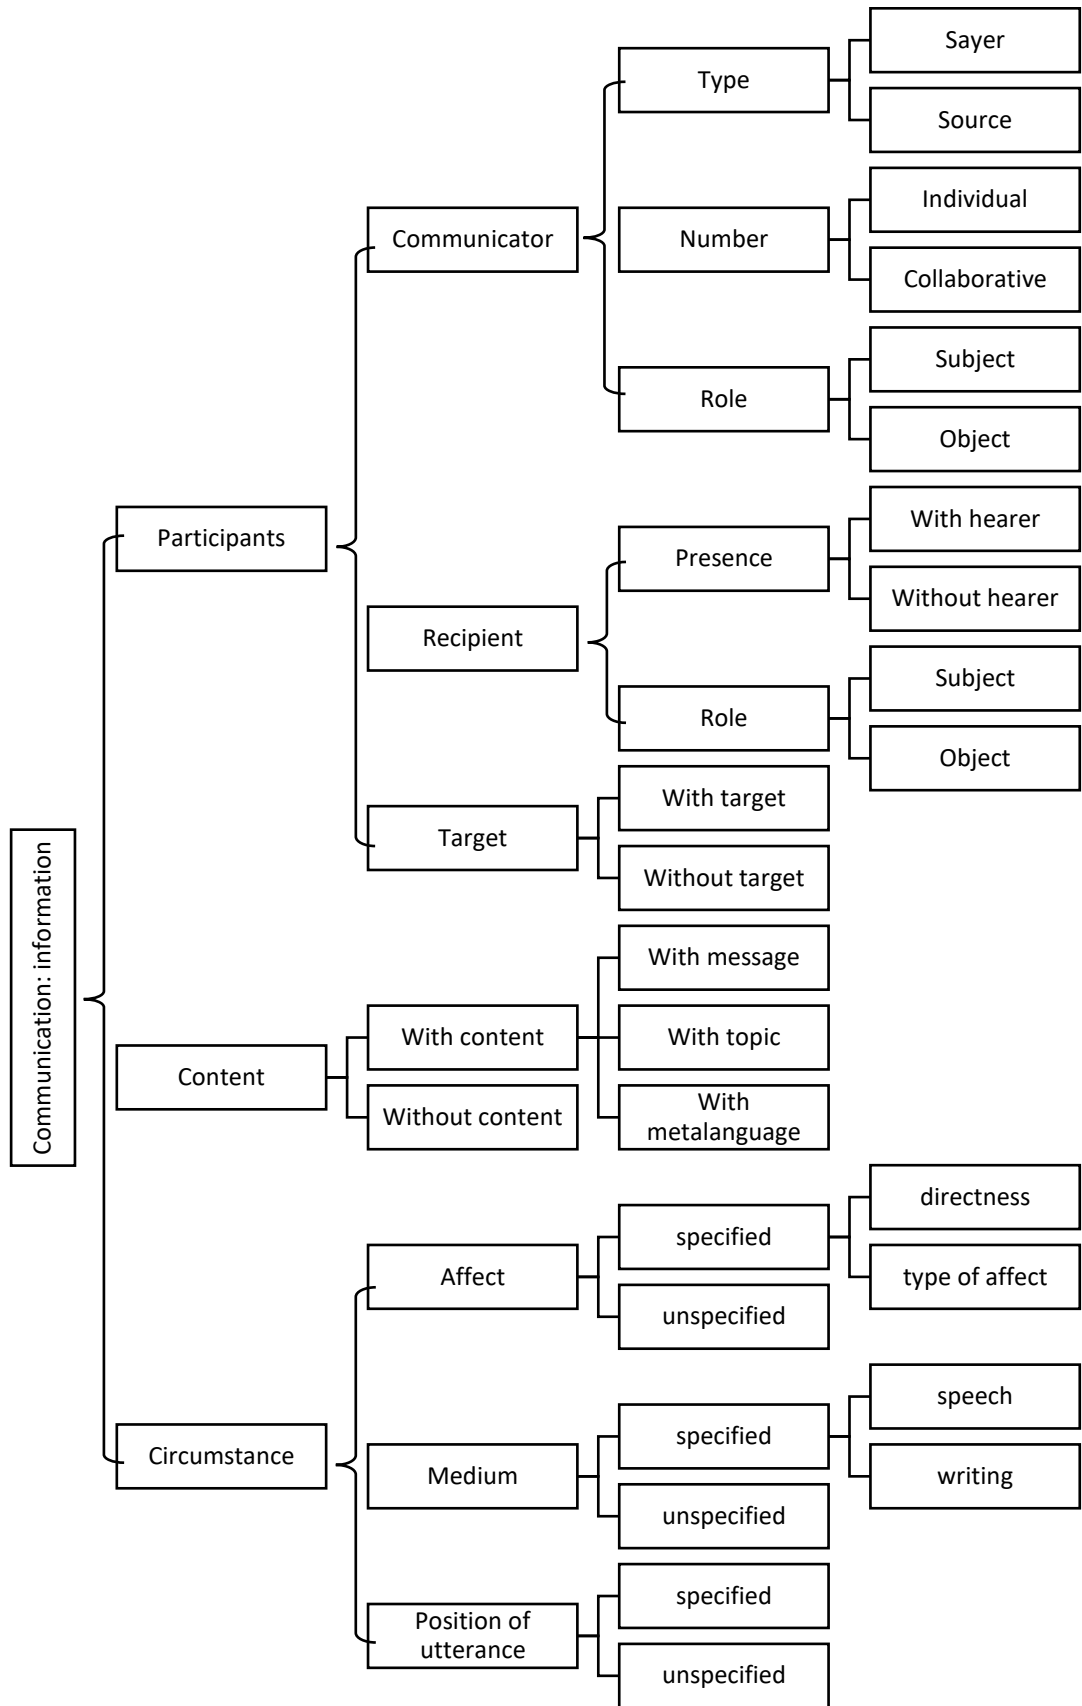 Communication: information
Participants
Communicator
Type
Sayer
Source
Number
Individual
Collaborative
Role
Subject
Object
Recipient
Presence
With hearer
Without hearer
Role
Subject
Object
Target
With target
Without target
Content
With content
With message
With topic
With
metalanguage
Without content
Circumstance
Affect
specified
directness
type of affect
unspecified
Medium
specified
speech
writing
unspecified
Position of
utterance
specified
unspecified